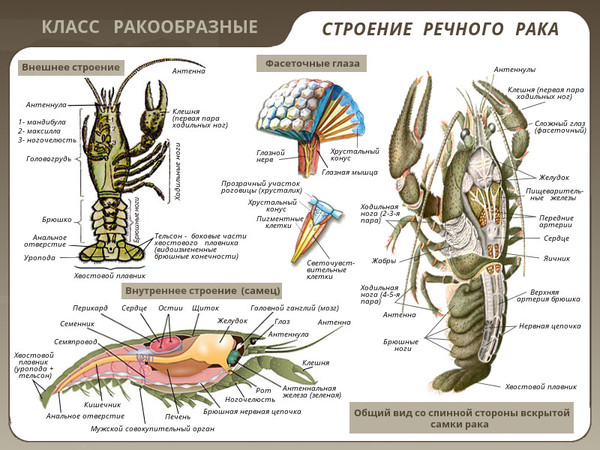 КЛАСС РАКООБРАЗНЫЕ
СТРОЕНИЕ РЕЧНОГО РАКА
Внешнее строение
Антенна
Антеннула
1- мандибула
2- максилла
3- ногочелюсть
Головогрудь
Клешня
(первая пара
ходильных ног)
Ходильные ноги
Брюшко
Брюшные ноги
Анальное
отверстие
Уропода
Тельсон - боковые части
хвостового плавника
(видоизмененные
брюшные конечности)
Хвостовой плавник
Фасеточные глаза
Глазной
нерв
Хрустальный
конус
Глазная мышца
Прозрачный участок
роговицы (хрусталик)
Хрустальный
конус
Пигментные
клетки
Светочувст-
вительные
клетки
Антеннулы
Клешня (первая пара
ходильных ног)
Сложный глаз
(фасеточный)
Желудок
Пищеваритель-
ные железы
Передние
артерии
Сердце
Яичник
Верхняя
артерия брюшка
Нервная цепочка
Хвостовой плавник
Ходильная
нога (2-3-я
пара)
Жабры
Ходильная
нога (4-5-я
пара)
Антенна
Брюшные
ноги
Общий вид со спинной стороны вскрытой
самки рака
Внутреннее строение (самец)
Перикард
Сердце
Остии
Щиток
Головной ганглий (мозг)
Семенник
Желудок
Глаз
Антенна
Антеннула
Семяпровод
Клешня
Хвостовой
плавник
(уропода +
тельсон)
Рот
Антеннальная
железа (зеленая)
Ногочелюсть
Кишечник
Брюшная нервная цепочка
Анальное отверстие
Печень
Мужской совокупительный орган